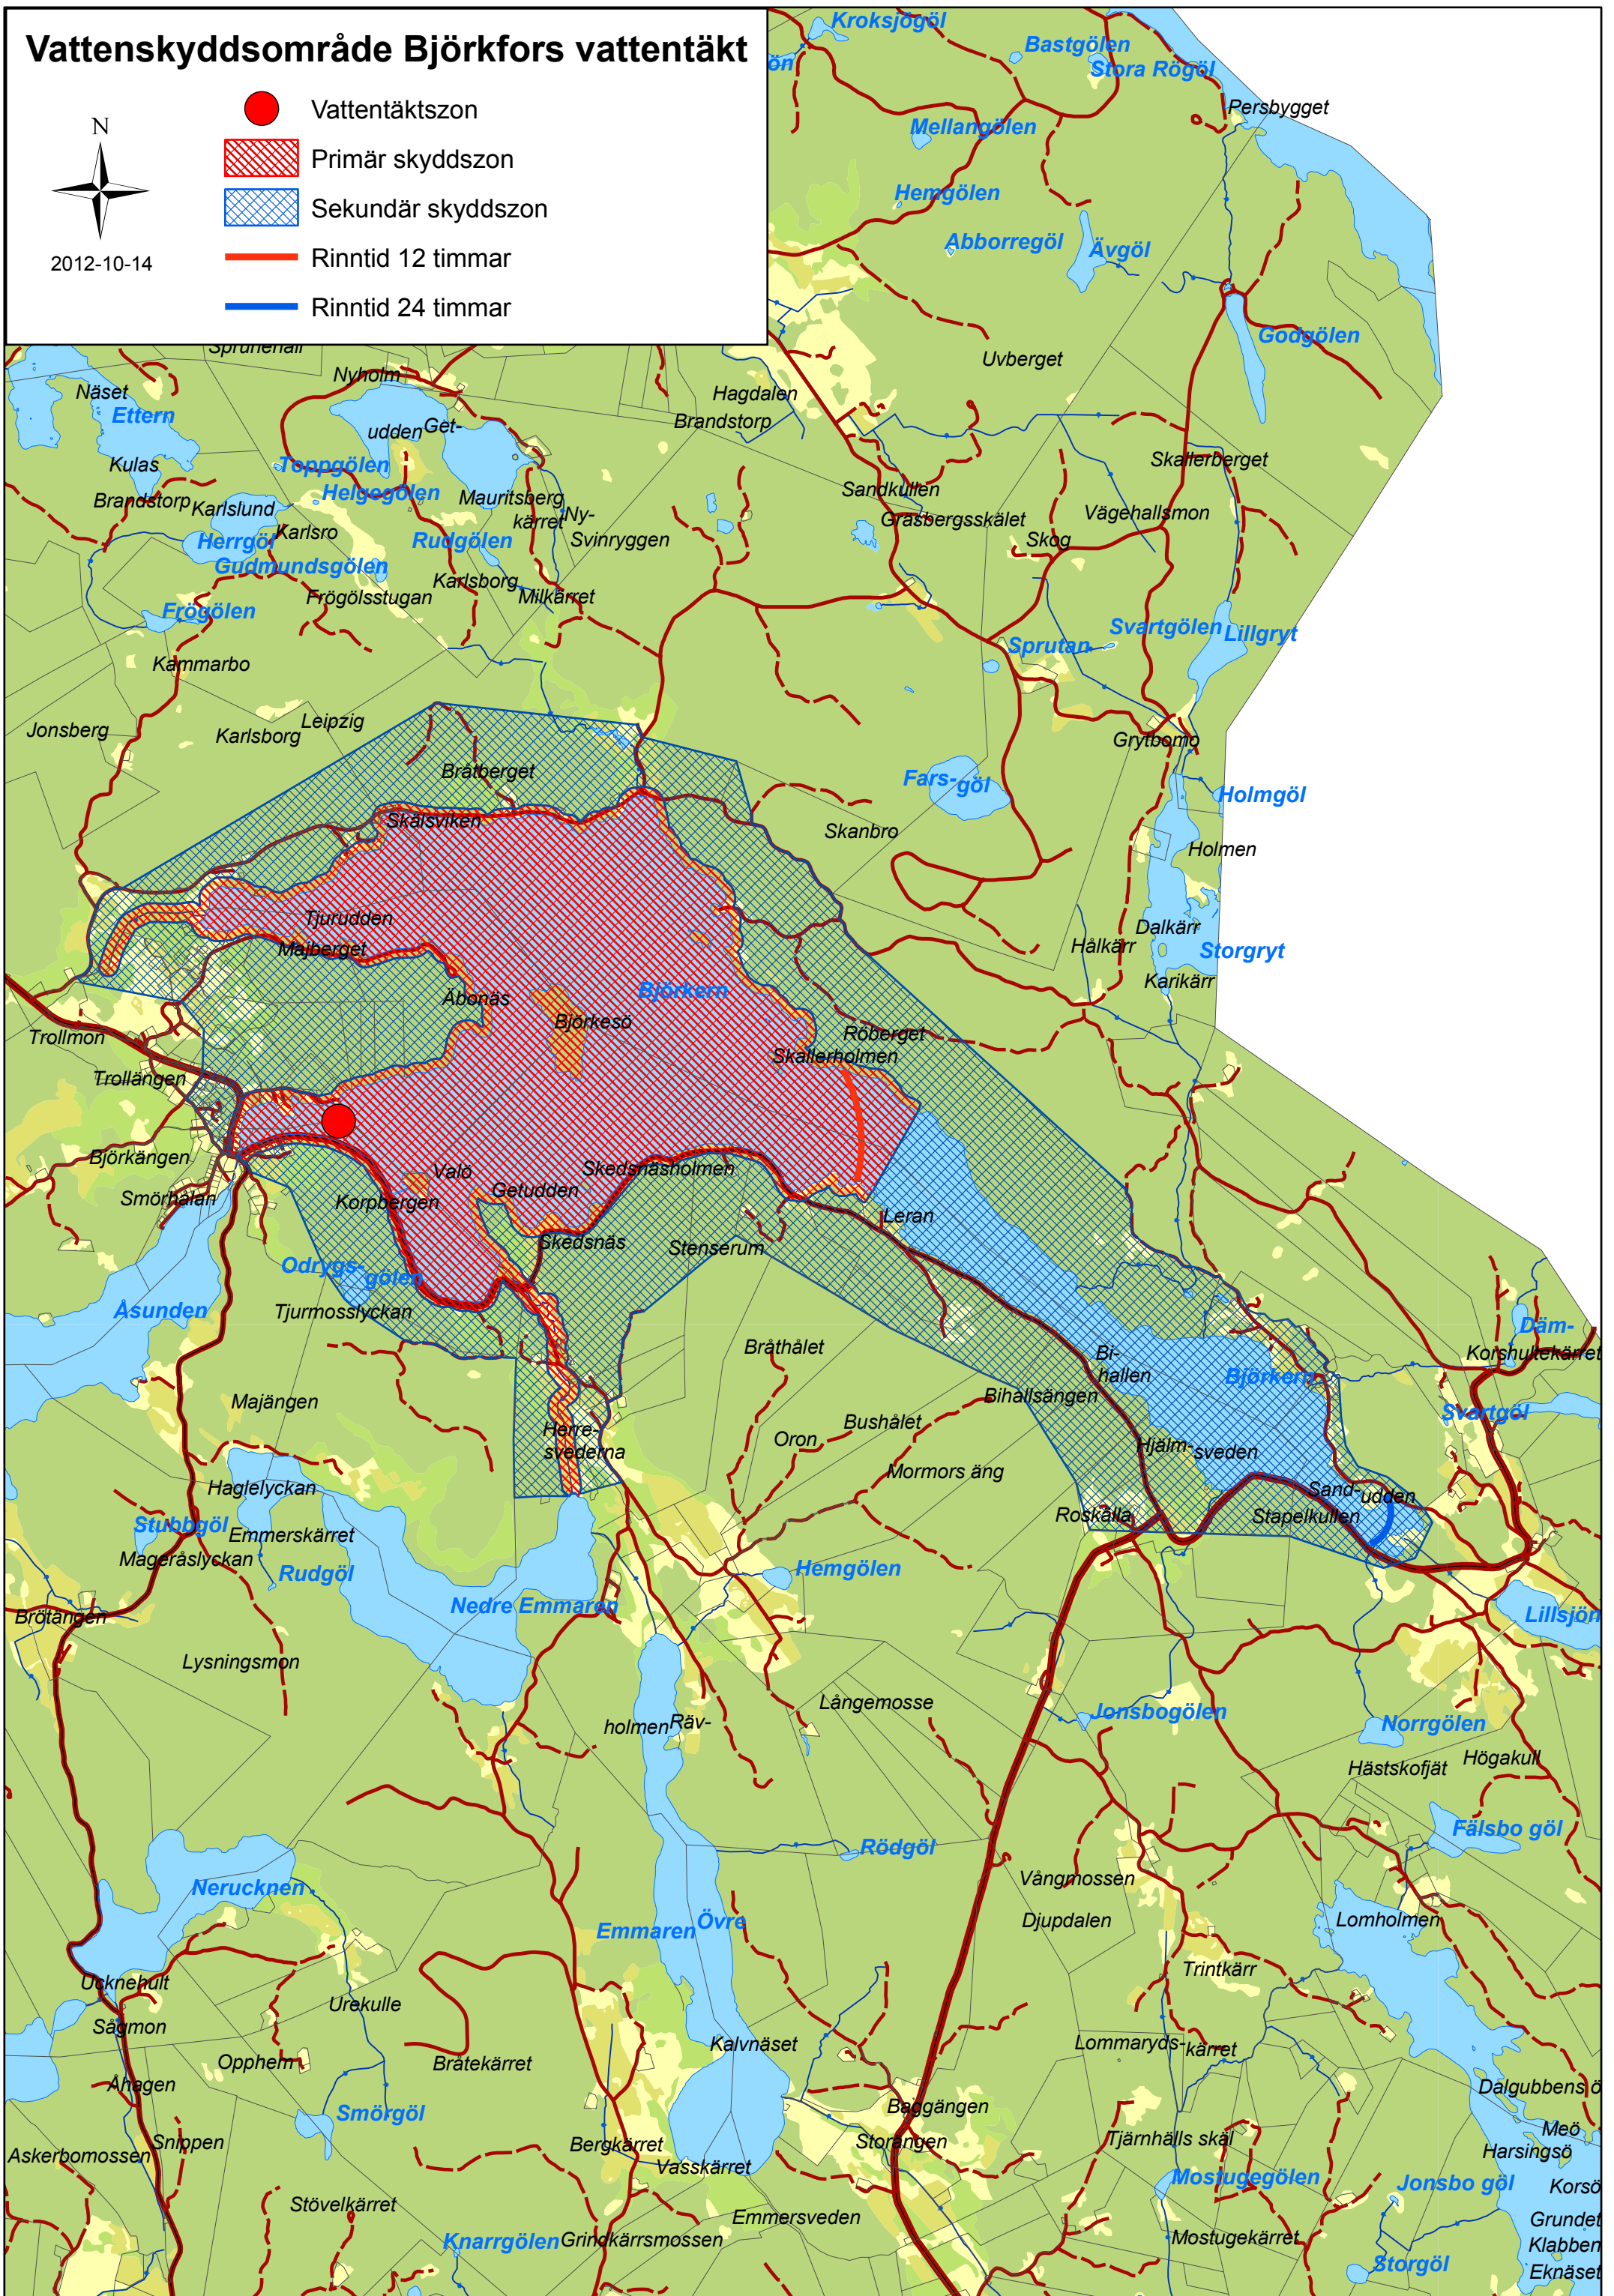 Vattenskyddsområde Björkfors vattentäkt
Vattentäktszon
Primär skyddszon
Sekundär skyddszon
Rinntid 12 timmar
Rinntid 24 timmar
N
2012-10-14
Kroksjögöl
Bastgölen
ön
Stora Rögöl
Persbygget
Mellangölen
Hemgölen
Abborregöl
Ävgöl
Godgölen
Uvberget
Nyholm
Näset
Ettern
Hagdalen
Brandstorp
udden
Get-
Kulas
Toppgölen
Skallerberget
Brandstorp
Karlslund
Helgegölen
Mauritsberg
Sandkullen
kärret
Ny-
Gräsbergsskälet
Vägehallsmon
Karlsro
Herrgöl
Rudgölen
Svinryggen
Skog
Gudmundsgölen
Karlsborg
Frögölsstugan
Milkärret
Frögölen
Svartgölen
Lillgryt
Sprutan
Kammarbo
Jonsberg
Karlsborg
Leipzig
Grytbomo
Bråtberget
Fars-
göl
Holmgöl
Skälsviken
Skanbro
Holmen
Tjurudden
Dalkärr
Majberget
Hålkärr
Storgryt
Karikärr
Åbonäs
Björkern
Björkesö
Röberget
Trollmon
Skallerholmen
Trollängen
Björkängen
Valö
Skedsnäsholmen
Smörhålan
Korpbergen
Getudden
Leran
Skedsnäs
Stenserum
Odrygs-
gölen
Åsunden
Tjurmosslyckan
Däm-
Bråthålet
Korshultekärret
Bi-
hallen
Björkern
Bihallsängen
Majängen
Svartgöl
Bushålet
Herre-
svederna
Oron
Hjälm-
sveden
Mormors äng
Haglelyckan
Sand-
udden
Roskälla
Stapelkullen
Stubbgöl
Emmerskärret
Mageråslyckan
Rudgöl
Hemgölen
Nedre Emmaren
Brötängen
Lillsjön
Lysningsmon
Långemosse
Jonsbogölen
holmen
Räv-
Norrgölen
Hästskofjät
Högakull
Fälsbo göl
Rödgöl
Vångmossen
Nerucknen
Djupdalen
Lomholmen
Emmaren
Övre
Trintkärr
Ucknehult
Urekulle
Sågmon
Kalvnäset
Lommaryds-
kärret
Opphem
Bråtekärret
Åhagen
Dalgubbens ö
Baggängen
Smörgöl
Meö
Snippen
Bergkärret
Storängen
Tjärnhälls skäl
Harsingsö
Askerbomossen
Vasskärret
Mostugegölen
Jonsbo göl
Korsö
Stövelkärret
Emmersveden
Grundet
Knarrgölen
Grindkärrsmossen
Mostugekärret
Klabben
Storgöl
Eknäset